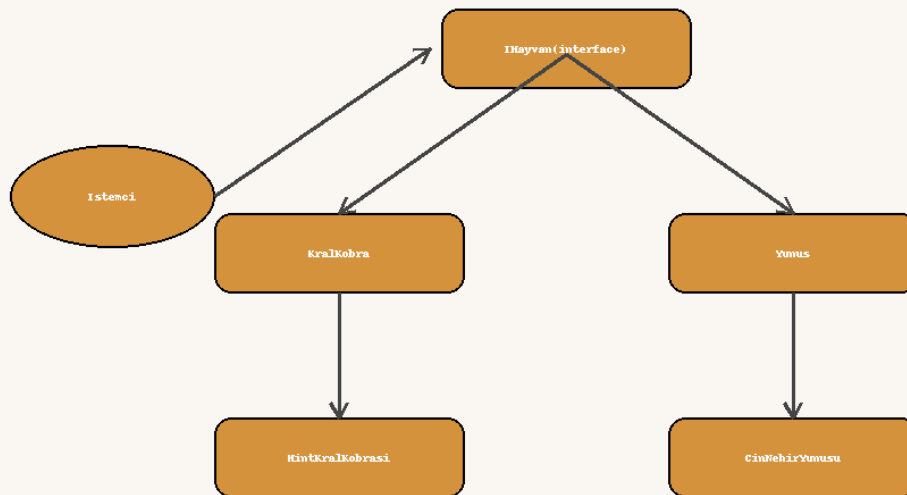 IHayvan(interface)
Istemci
KralKobra
Yunus
HintKralKobrasi
CinNehirYunusu